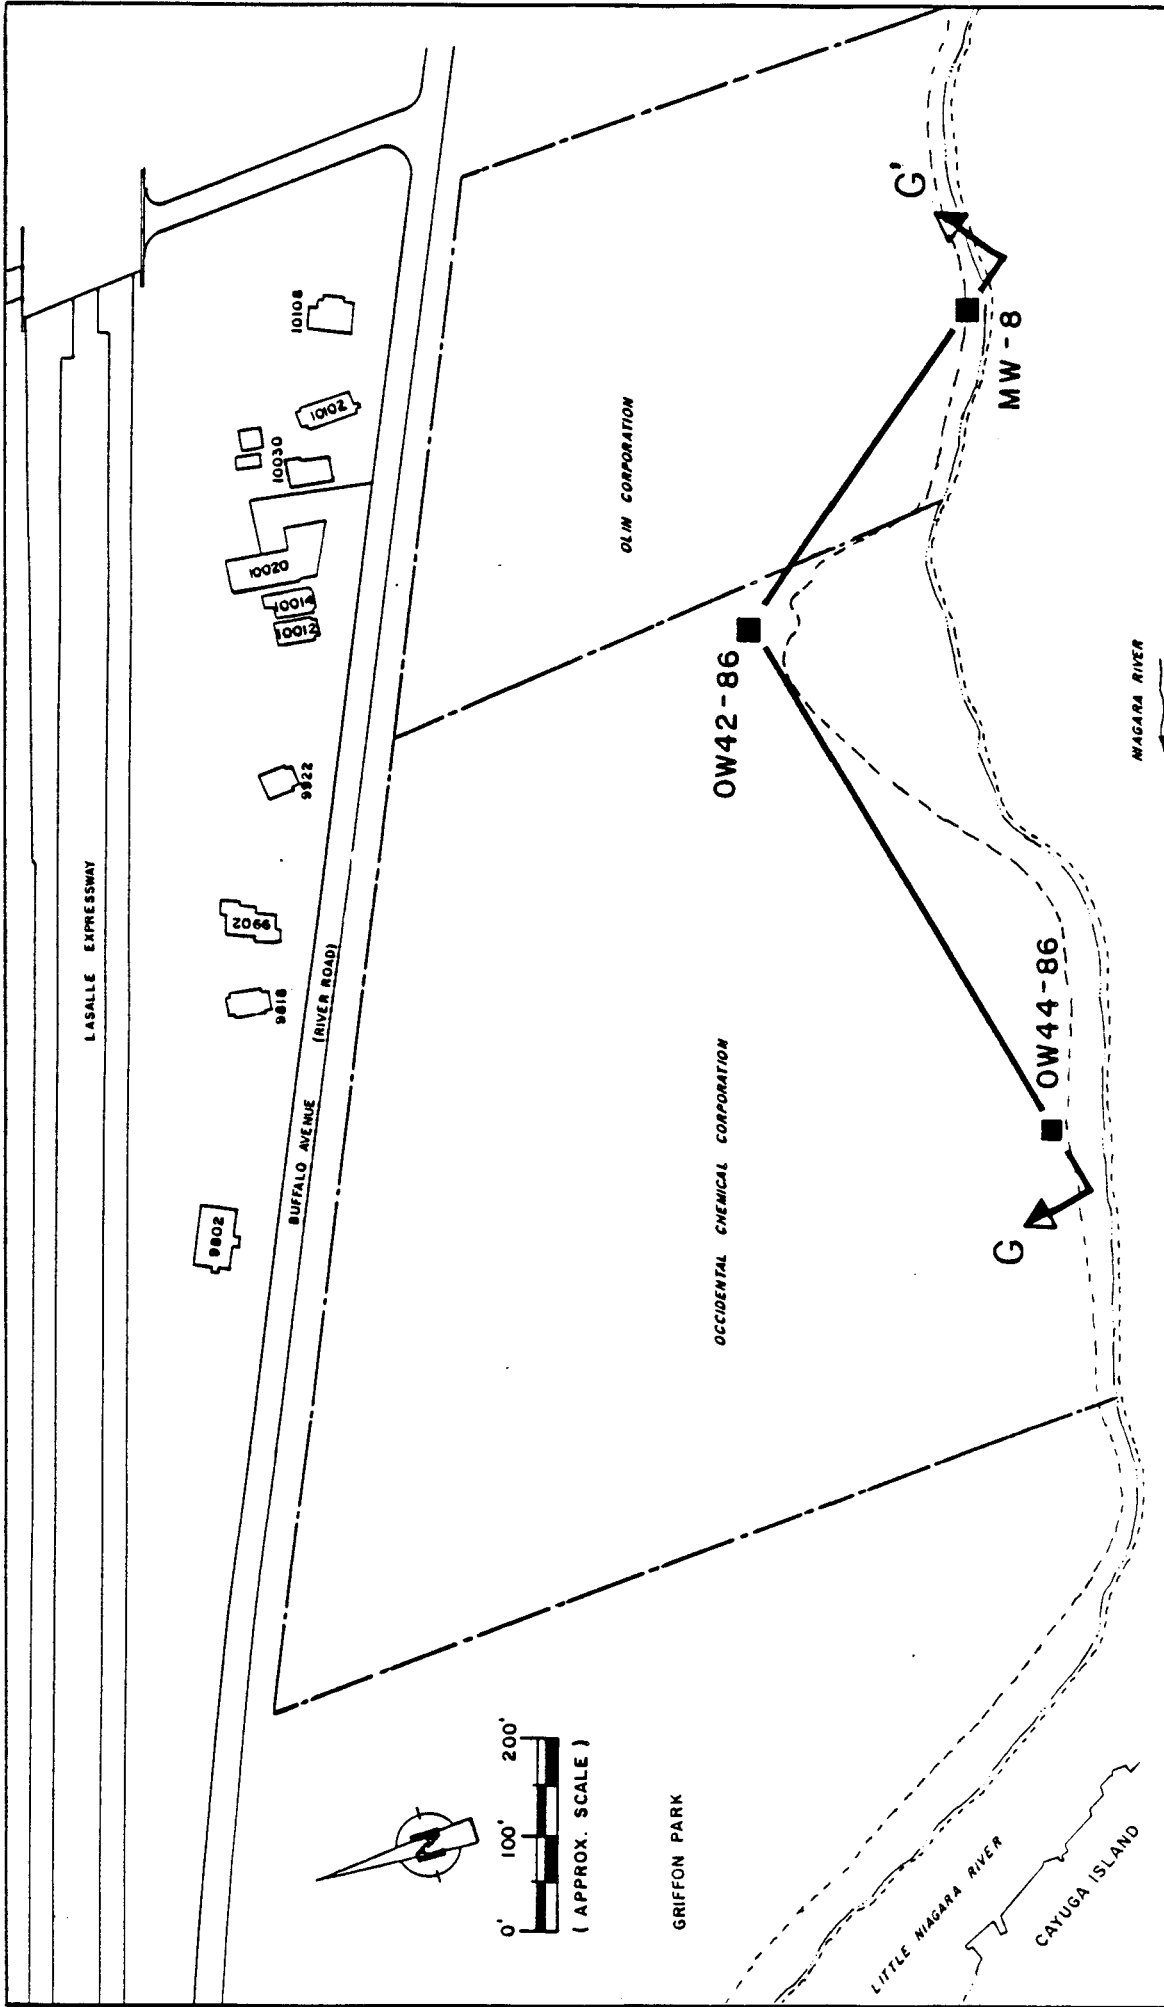 LASALLE EXPRESSWAY
9802
9818
9902
9922
10012
10014
10020
10030
10102
10108
BUFFALO AVENUE (RIVER ROAD)
OLIN CORPORATION
OCCIDENTAL CHEMICAL CORPORATION
OW42-86
OW44-86
MW-8
G
G'
N
0' 100' 200'
( APPROX. SCALE )
GRIFFON PARK
LITTLE NIAGARA RIVER
CAYUGA ISLAND
NIAGARA RIVER